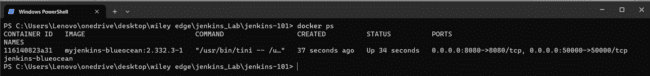 Windows PowerShell
PS C:\Users\Lenovo\onedrive\desktop\wiley edge\jenkins_Lab\jenkins-101> docker ps
CONTAINER ID   IMAGE                          COMMAND                  CREATED          STATUS          PORTS
NAMES
116140823a31   myjenkins-blueocean:2.332.3-1   "/usr/bin/tini -- /u…"   37 seconds ago   Up 34 seconds   0.0.0.0:8080->8080/tcp, 0.0.0.0:50000->50000/tcp
jenkins-blueocean
PS C:\Users\Lenovo\onedrive\desktop\wiley edge\jenkins_Lab\jenkins-101>